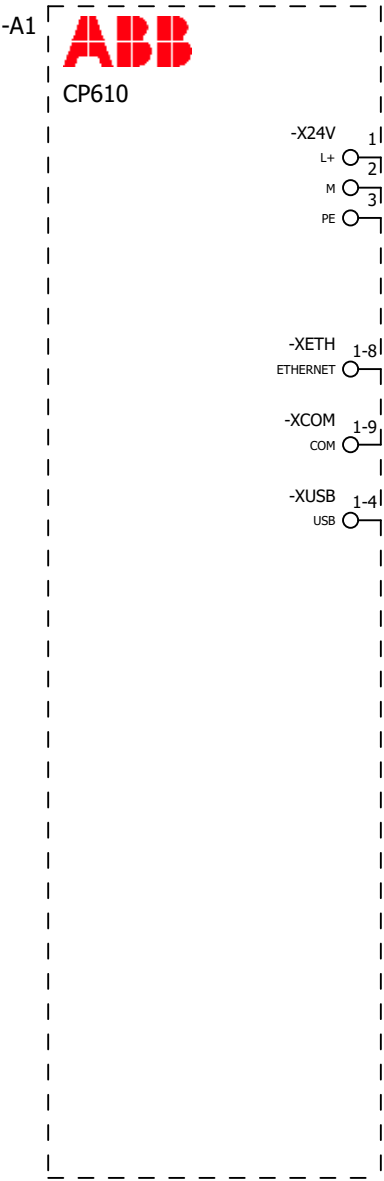 -A1
ABB
CP610
-X24V 1
L+
2
M
3
PE
-XETH 1-8
ETHERNET
-XCOM 1-9
COM
-XUSB 1-4
USB